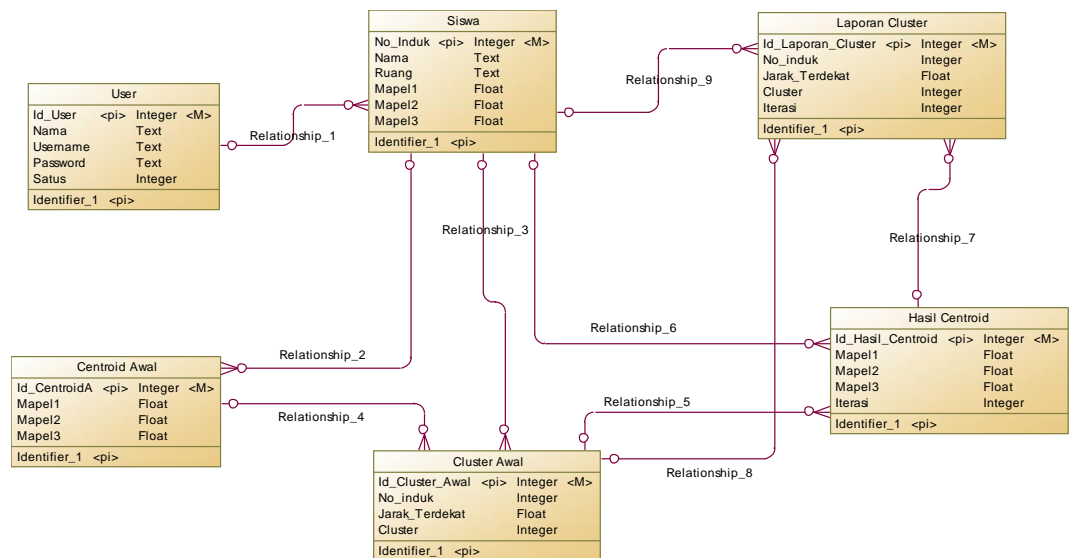 Siswa
No_Induk <pi> Integer <M>
Nama Text
Ruang Text
Mapel1 Float
Mapel2 Float
Mapel3 Float
Identifier_1 <pi>
Laporan Cluster
Id_Laporan_Cluster <pi> Integer <M>
No_induk Integer
Jarak_Terdekat Float
Cluster Integer
Iterasi Integer
Identifier_1 <pi>
Relationship_9
User
Id_User <pi> Integer <M>
Nama Text
Username Text
Password Text
Satus Integer
Identifier_1 <pi>
Relationship_1
Relationship_3
Relationship_7
Relationship_6
Relationship_2
Hasil Centroid
Id_Hasil_Centroid <pi> Integer <M>
Mapel1 Float
Mapel2 Float
Mapel3 Float
Iterasi Integer
Identifier_1 <pi>
Centroid Awal
Id_CentroidA <pi> Integer <M>
Mapel1 Float
Mapel2 Float
Mapel3 Float
Identifier_1 <pi>
Relationship_4
Relationship_5
Relationship_8
Cluster Awal
Id_Cluster_Awal <pi> Integer <M>
No_induk Integer
Jarak_Terdekat Float
Cluster Integer
Identifier_1 <pi>